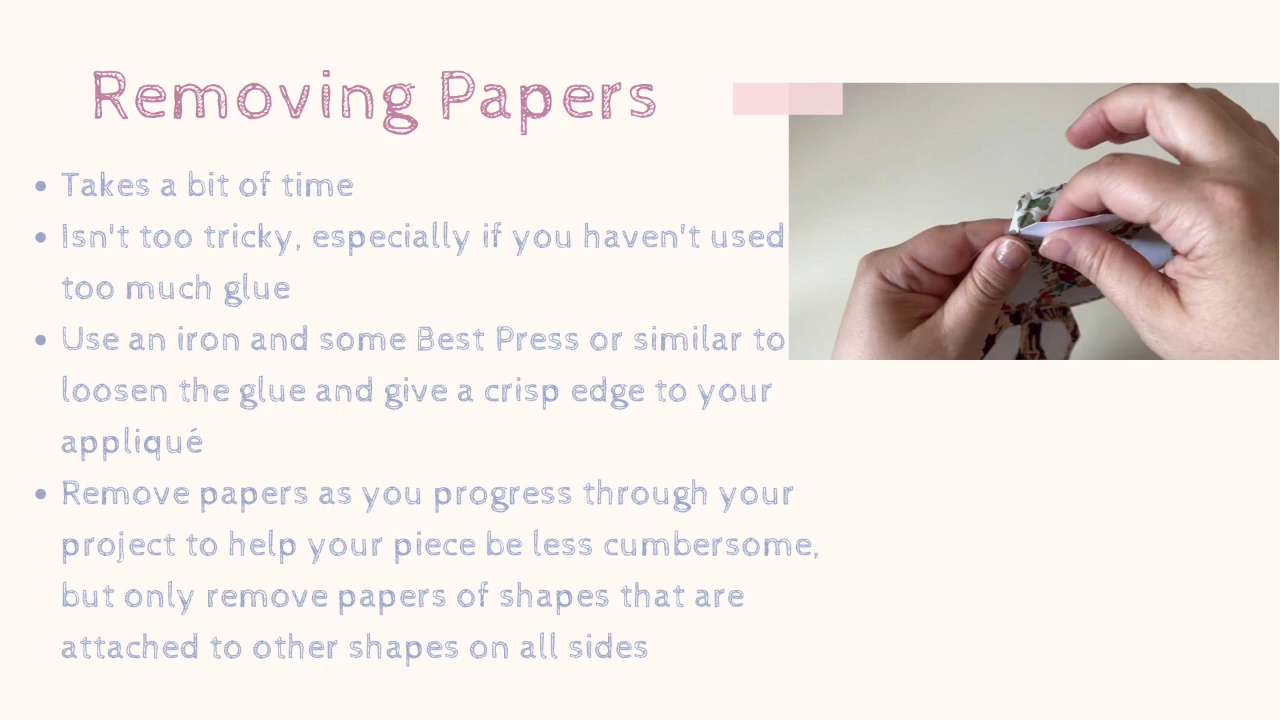 Removing Papers
• Takes a bit of time
• Isn't too tricky, especially if you haven't used
too much glue
• Use an iron and some Best Press or similar to
loosen the glue and give a crisp edge to your
appliqué
• Remove papers as you progress through your
project to help your piece be less cumbersome,
but only remove papers of shapes that are
attached to other shapes on all sides